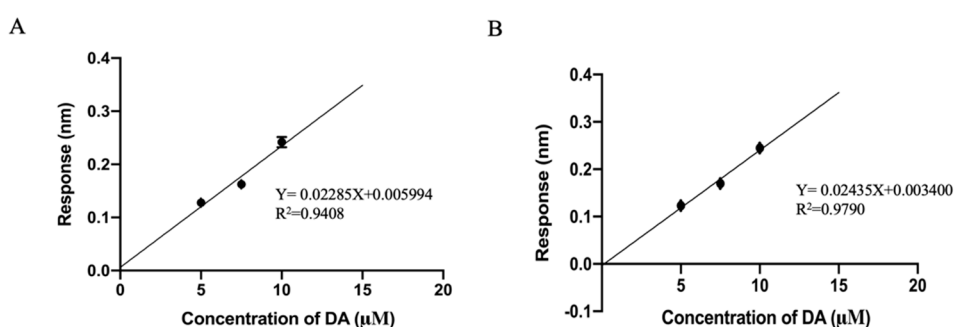 A
0.4
0.3
0.2
0.1
0.0
0
5
10
15
20
Response (nm)
Concentration of DA (μM)
Y= 0.02285X+0.005994
R²=0.9408
B
0.4
0.3
0.2
0.1
0.0
-0.1
5
10
15
20
Response (nm)
Concentration of DA (μM)
Y= 0.02435X+0.003400
R²=0.9790